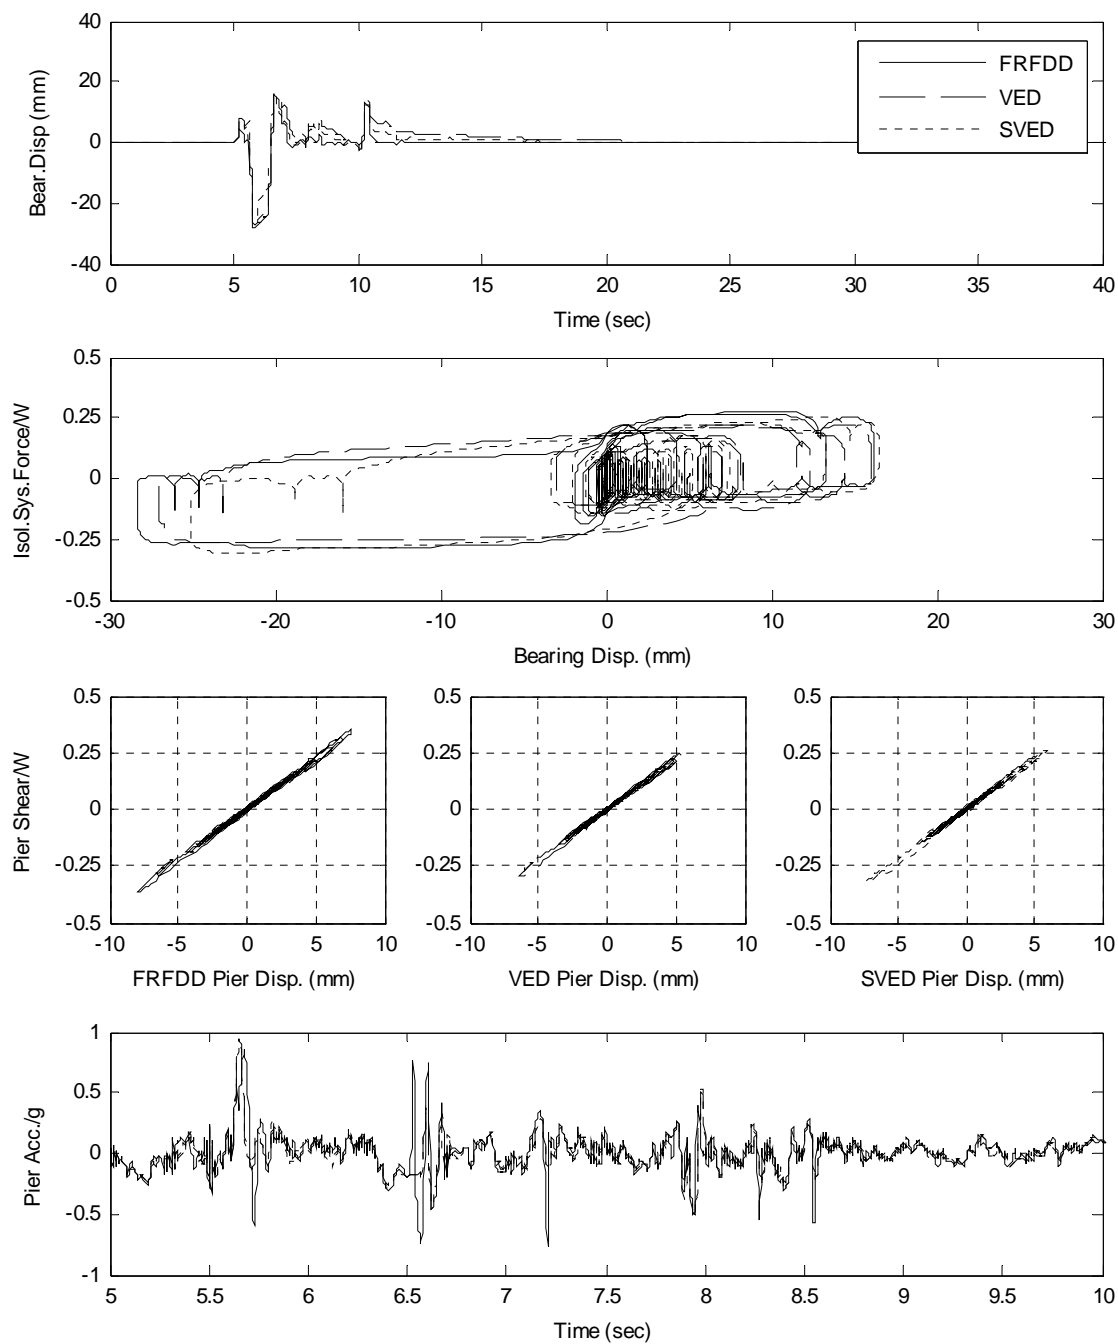 40
20
0
-20
-40
Bear.Disp (mm)
FRFDD
VED
SVED
0 5 10 15 20 25 30 35 40
Time (sec)
0.5
0.25
0
-0.25
-0.5
Isol.Sys.Force/W
-30 -20 -10 0 10 20 30
Bearing Disp. (mm)
0.5
0.25
0
-0.25
-0.5
Pier Shear/W
-10 -5 0 5 10
FRFDD Pier Disp. (mm)
0.5
0.25
0
-0.25
-0.5
-10 -5 0 5 10
VED Pier Disp. (mm)
0.5
0.25
0
-0.25
-0.5
-10 -5 0 5 10
SVED Pier Disp. (mm)
1
0.5
0
-0.5
-1
Pier Acc./g
5 5.5 6 6.5 7 7.5 8 8.5 9 9.5 10
Time (sec)